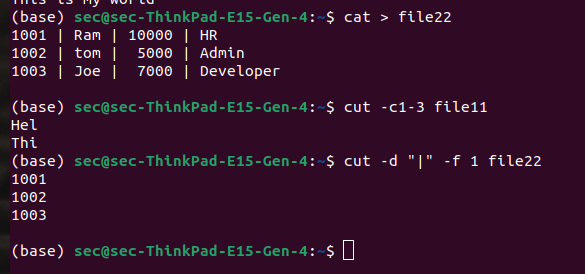 This is my world
(base) sec@sec-ThinkPad-E15-Gen-4:~$ cat > file22
1001 | Ram | 10000 | HR
1002 | tom |  5000 | Admin
1003 | Joe |  7000 | Developer
(base) sec@sec-ThinkPad-E15-Gen-4:~$ cut -c1-3 file11
Hel
Thi
(base) sec@sec-ThinkPad-E15-Gen-4:~$ cut -d "|" -f 1 file22
1001
1002
1003
(base) sec@sec-ThinkPad-E15-Gen-4:~$